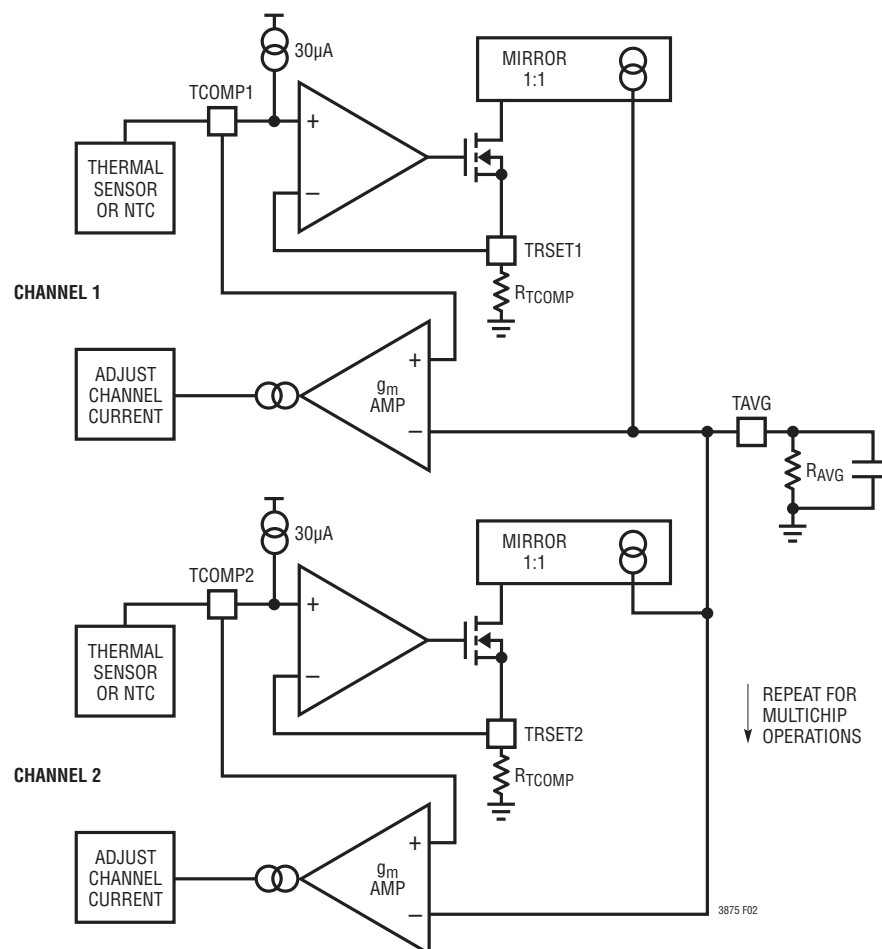 30µA
MIRROR
1:1
TCOMP1
+
THERMAL
SENSOR
OR NTC
–
TRSET1
RTCOMP
CHANNEL 1
+
ADJUST
CHANNEL
CURRENT
gm
AMP
–
TAVG
RAVG
30µA
MIRROR
1:1
TCOMP2
+
THERMAL
SENSOR
OR NTC
–
REPEAT FOR
MULTICHIP
OPERATIONS
TRSET2
RTCOMP
CHANNEL 2
+
ADJUST
CHANNEL
CURRENT
gm
AMP
–
3875 F02